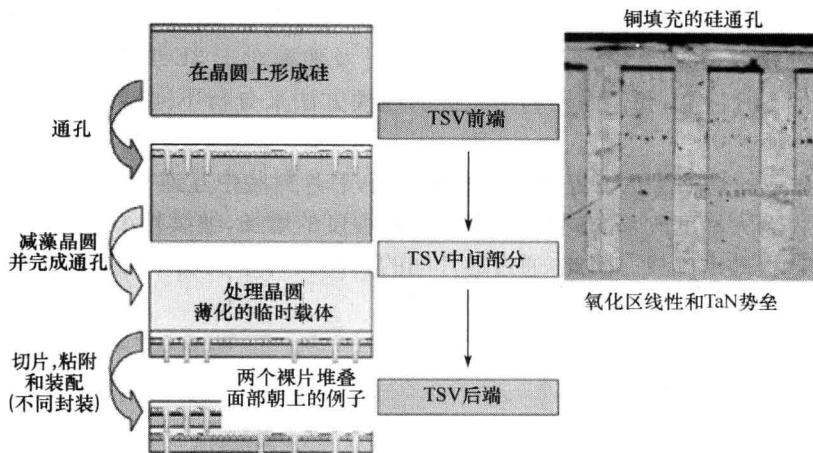 铜填充的硅通孔
在晶圆上形成硅
通孔
TSV前端
减藻晶圆
并完成通孔
TSV中间部分
处理晶圆
薄化的临时载体
氧化区线性和TaN势垒
切片,粘附
和装配
(不同封装)
两个裸片堆叠
面部朝上的例子
TSV后端